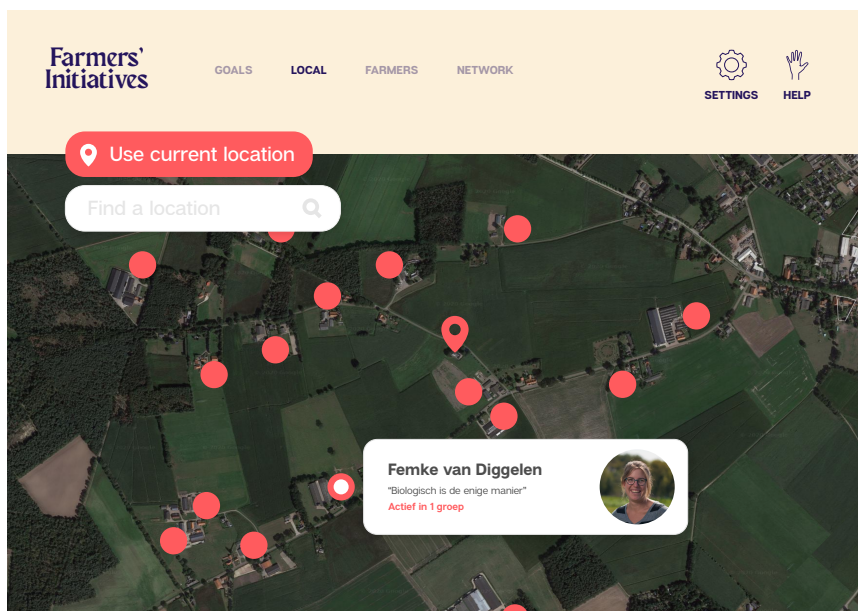 Farmers’
Initiatives
GOALS
LOCAL
FARMERS
NETWORK
SETTINGS
HELP
Use current location
Find a location
Femke van Diggelen
“Biologisch is de enige manier”
Actief in 1 groep